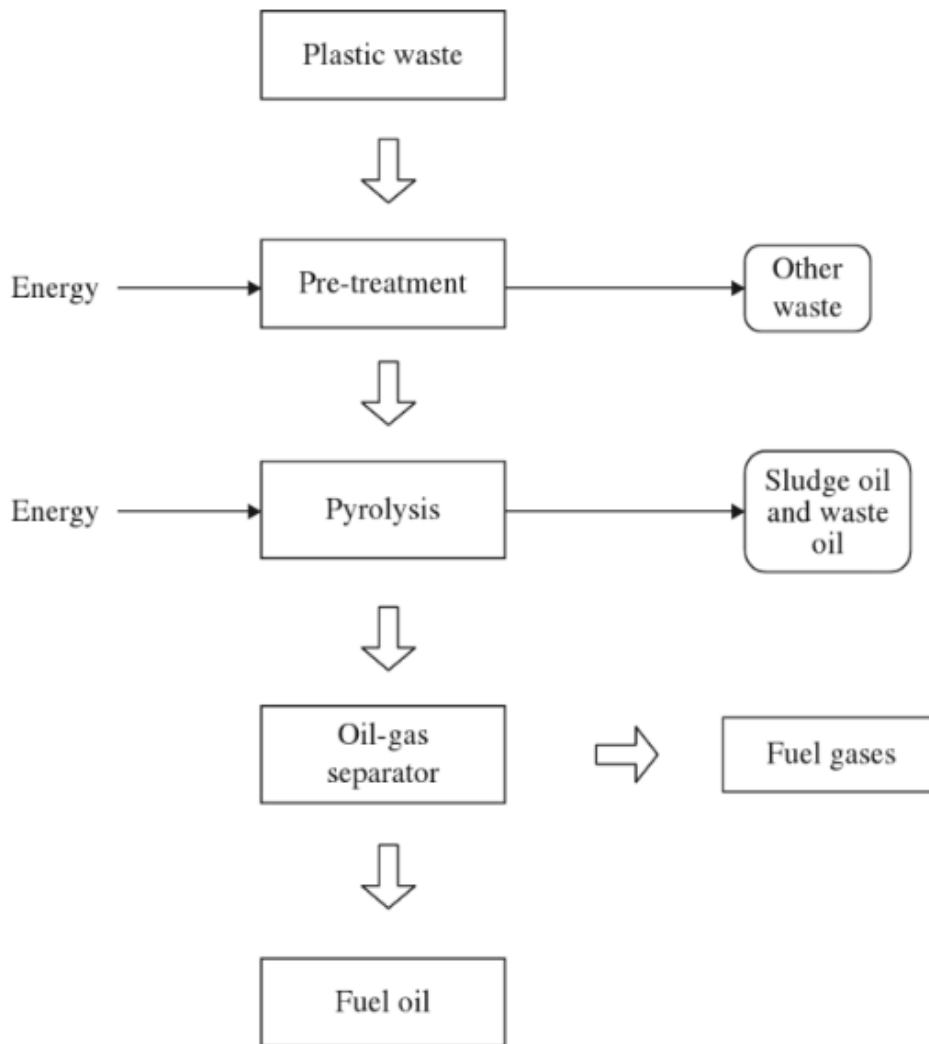 Plastic waste
Energy
Pre-treatment
Other
waste
Energy
Pyrolysis
Sludge oil
and waste
oil
Oil-gas
separator
Fuel gases
Fuel oil